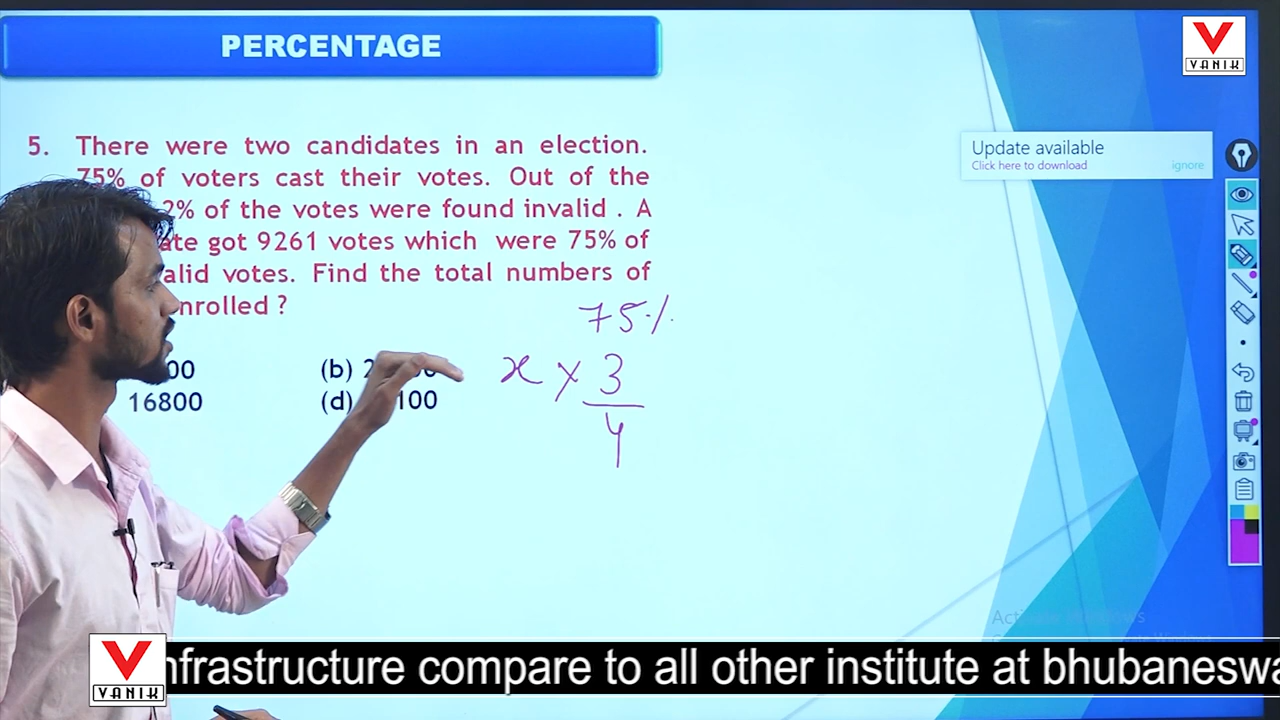 PERCENTAGE
VANIK
5. There were two candidates in an election.
75% of voters cast their votes. Out of the
2% of the votes were found invalid . A
ate got 9261 votes which were 75% of
alid votes. Find the total numbers of
nrolled ?
75%
x × 3
4
00 (b) 2
16800 (d) 100
Update available
Click here to download ignore
VANIK
nfrastructure compare to all other institute at bhubaneswa